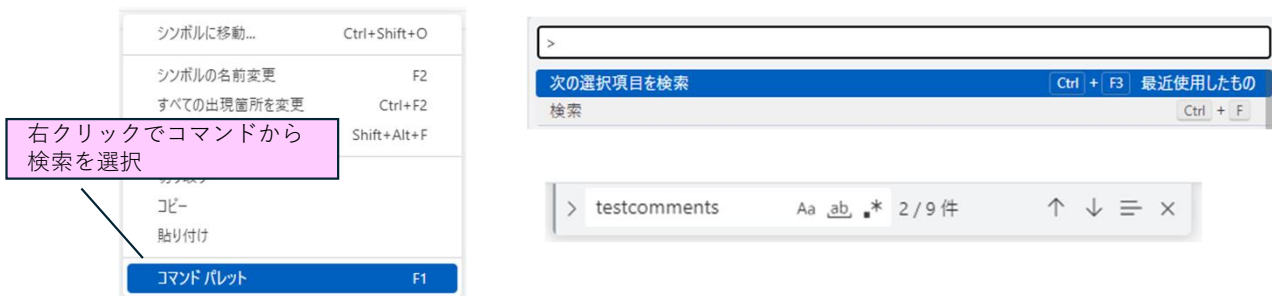 シンボルに移動... Ctrl+Shift+O
シンボルの名前変更 F2
すべての出現箇所を変更 Ctrl+F2
Shift+Alt+F
右クリックでコマンドから
検索を選択
コピー
貼り付け
コマンド パレット F1
>
次の選択項目を検索 Ctrl + F3 最近使用したもの
検索 Ctrl + F
> testcomments Aa ab, .* 2 / 9 件 ↑ ↓ ×